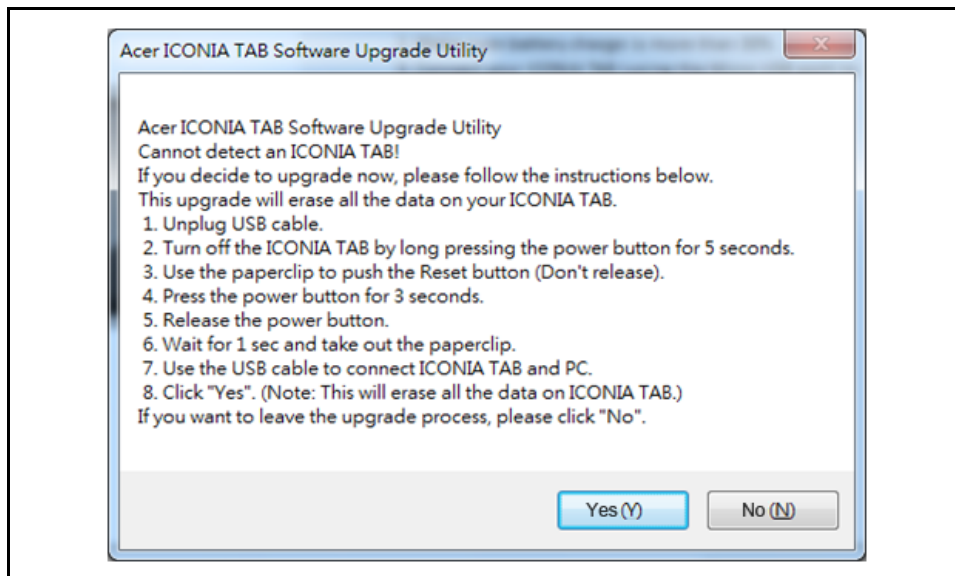 Acer ICONIA TAB Software Upgrade Utility
Acer ICONIA TAB Software Upgrade Utility
Cannot detect an ICONIA TAB!
If you decide to upgrade now, please follow the instructions below.
This upgrade will erase all the data on your ICONIA TAB.
1. Unplug USB cable.
2. Turn off the ICONIA TAB by long pressing the power button for 5 seconds.
3. Use the paperclip to push the Reset button (Don't release).
4. Press the power button for 3 seconds.
5. Release the power button.
6. Wait for 1 sec and take out the paperclip.
7. Use the USB cable to connect ICONIA TAB and PC.
8. Click "Yes". (Note: This will erase all the data on ICONIA TAB.)
If you want to leave the upgrade process, please click "No".
Yes (Y) No (N)